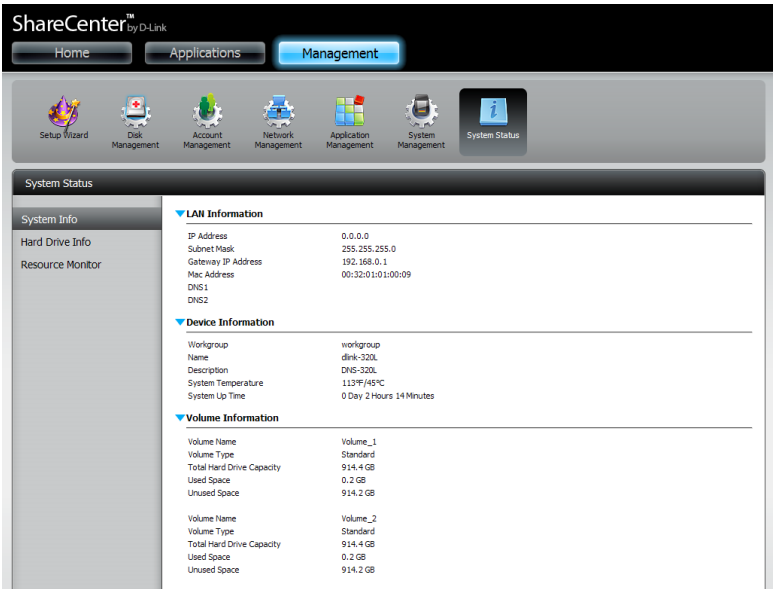 ShareCenter™ by D-Link
Home Applications Management
Setup Wizard
Disk Management
Account Management
Network Management
Application Management
System Management
System Status
System Status
System Info
Hard Drive Info
Resource Monitor
LAN Information
IP Address 0.0.0.0
Subnet Mask 255.255.255.0
Gateway IP Address 192.168.0.1
Mac Address 00:32:01:01:00:09
DNS1
DNS2
Device Information
Workgroup workgroup
Name dlink-320L
Description DNS-320L
System Temperature 113°F/45°C
System Up Time 0 Day 2 Hours 14 Minutes
Volume Information
Volume Name Volume_1
Volume Type Standard
Total Hard Drive Capacity 914.4 GB
Used Space 0.2 GB
Unused Space 914.2 GB
Volume Name Volume_2
Volume Type Standard
Total Hard Drive Capacity 914.4 GB
Used Space 0.2 GB
Unused Space 914.2 GB